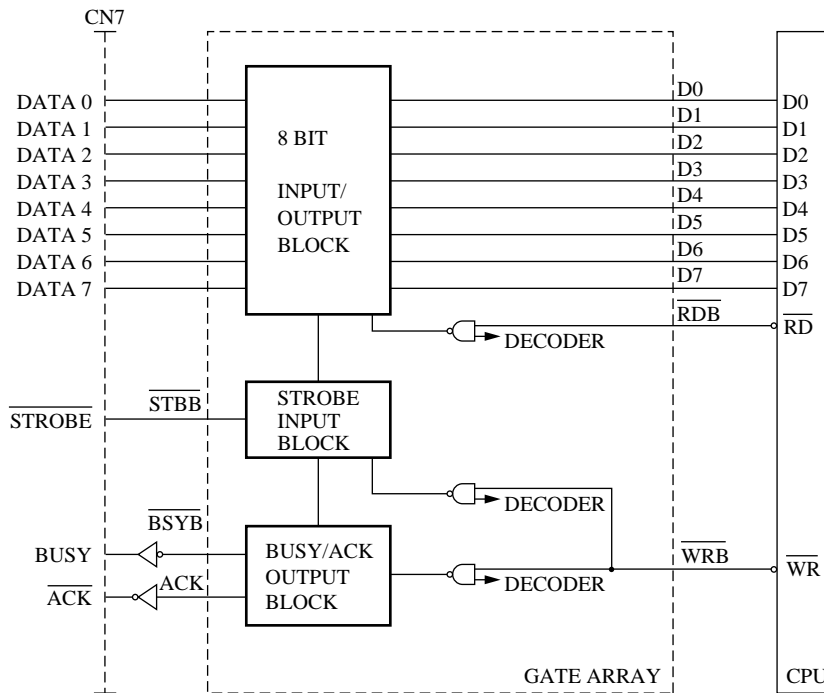 CN7
DATA 0
DATA 1
DATA 2
DATA 3
DATA 4
DATA 5
DATA 6
DATA 7
8 BIT
INPUT/
OUTPUT
BLOCK
D0
D1
D2
D3
D4
D5
D6
D7
D0
D1
D2
D3
D4
D5
D6
D7
RDB
RD
DECODER
STROBE
STBB
STROBE
INPUT
BLOCK
DECODER
BUSY
BSYB
ACK
ACK
BUSY/ACK
OUTPUT
BLOCK
DECODER
WRB
WR
GATE ARRAY
CPU